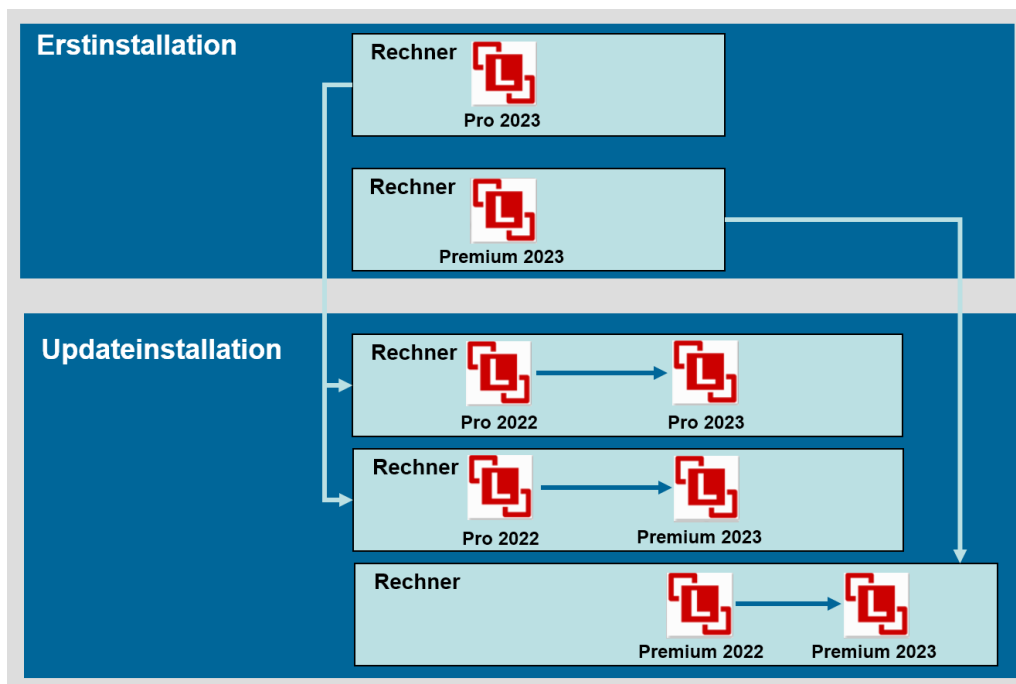 Erstinstallation
Rechner
L
Pro 2023
Rechner
L
Premium 2023
Updateinstallation
Rechner
L L
Pro 2022 Pro 2023
Rechner
L L
Pro 2022 Premium 2023
Rechner
L L
Premium 2022 Premium 2023